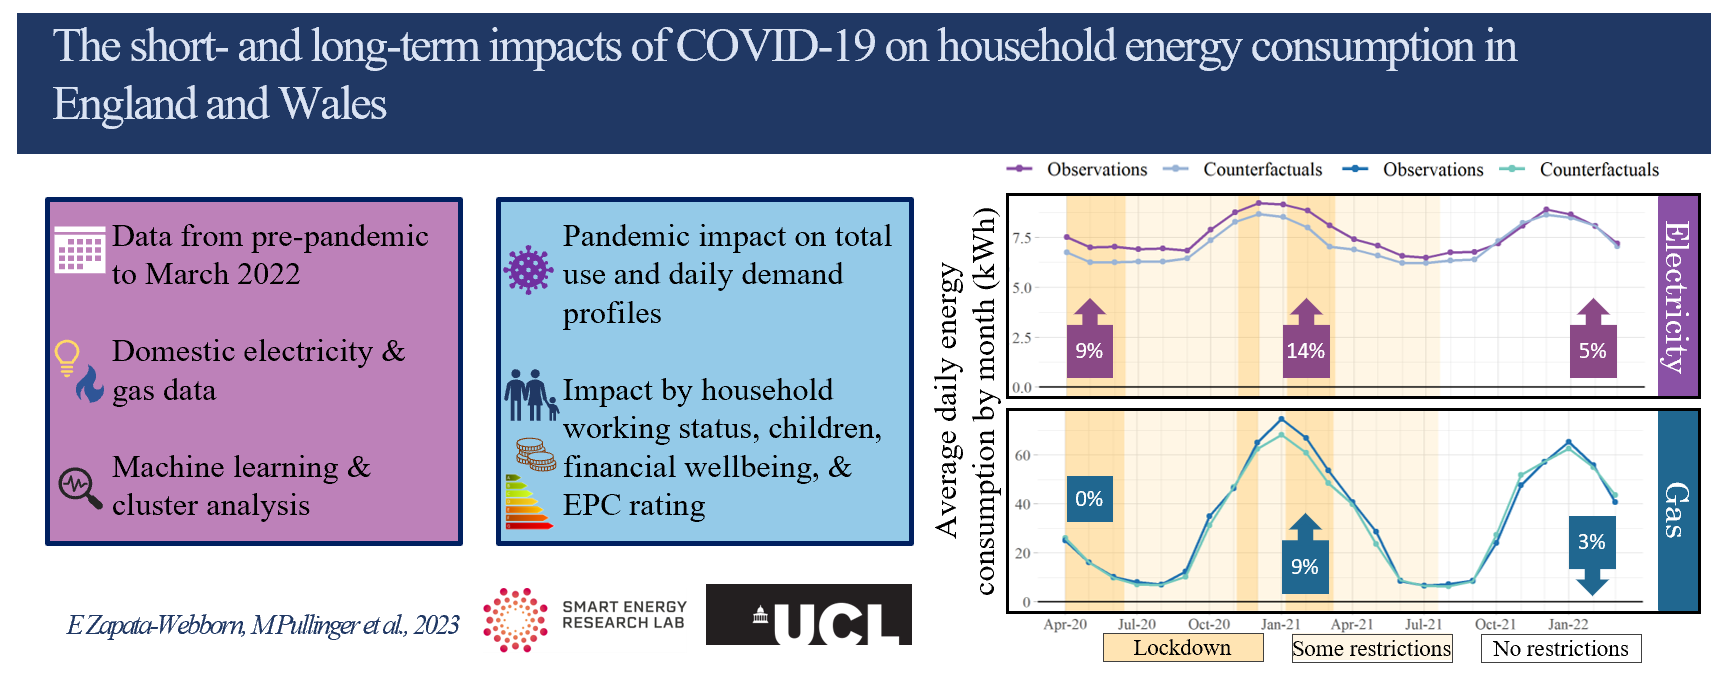 The short- and long-term impacts of COVID-19 on household energy consumption in
England and Wales
Data from pre-pandemic
to March 2022
Domestic electricity &
gas data
Machine learning &
cluster analysis
Pandemic impact on total
use and daily demand
profiles
Impact by household
working status, children,
financial wellbeing, &
EPC rating
E Zapata-Webborn, M Pullinger et al., 2023
SMART ENERGY
RESEARCH LAB
UCL
Observations Counterfactuals Observations Counterfactuals
Average daily energy
consumption by month (kWh)
7.5
5.0
2.5
0.0
9% 14% 5%
Electricity
60
40
20
0
0% 9% 3%
Gas
Apr-20 Jul-20 Oct-20 Jan-21 Apr-21 Jul-21 Oct-21 Jan-22
Lockdown Some restrictions No restrictions